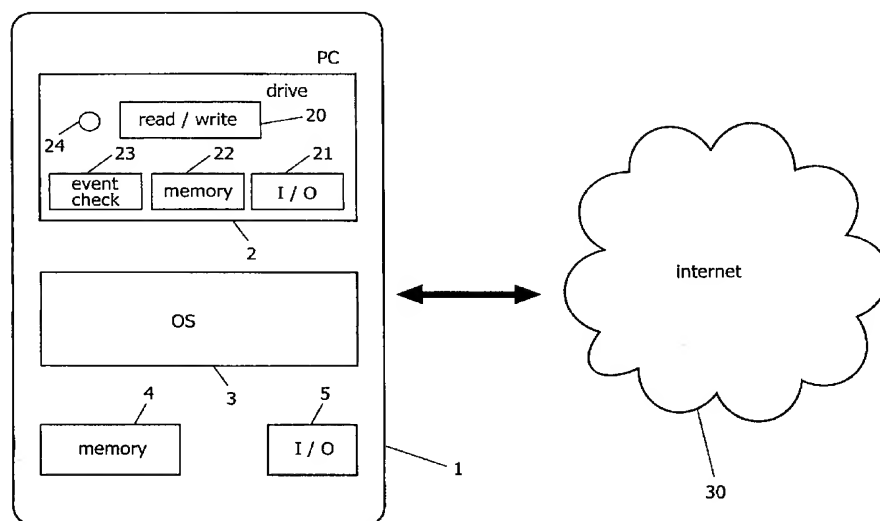 PC
drive
read / write
20
24
23
22
21
event
check
memory
I / O
2
OS
internet
3
4
5
memory
I / O
1
30